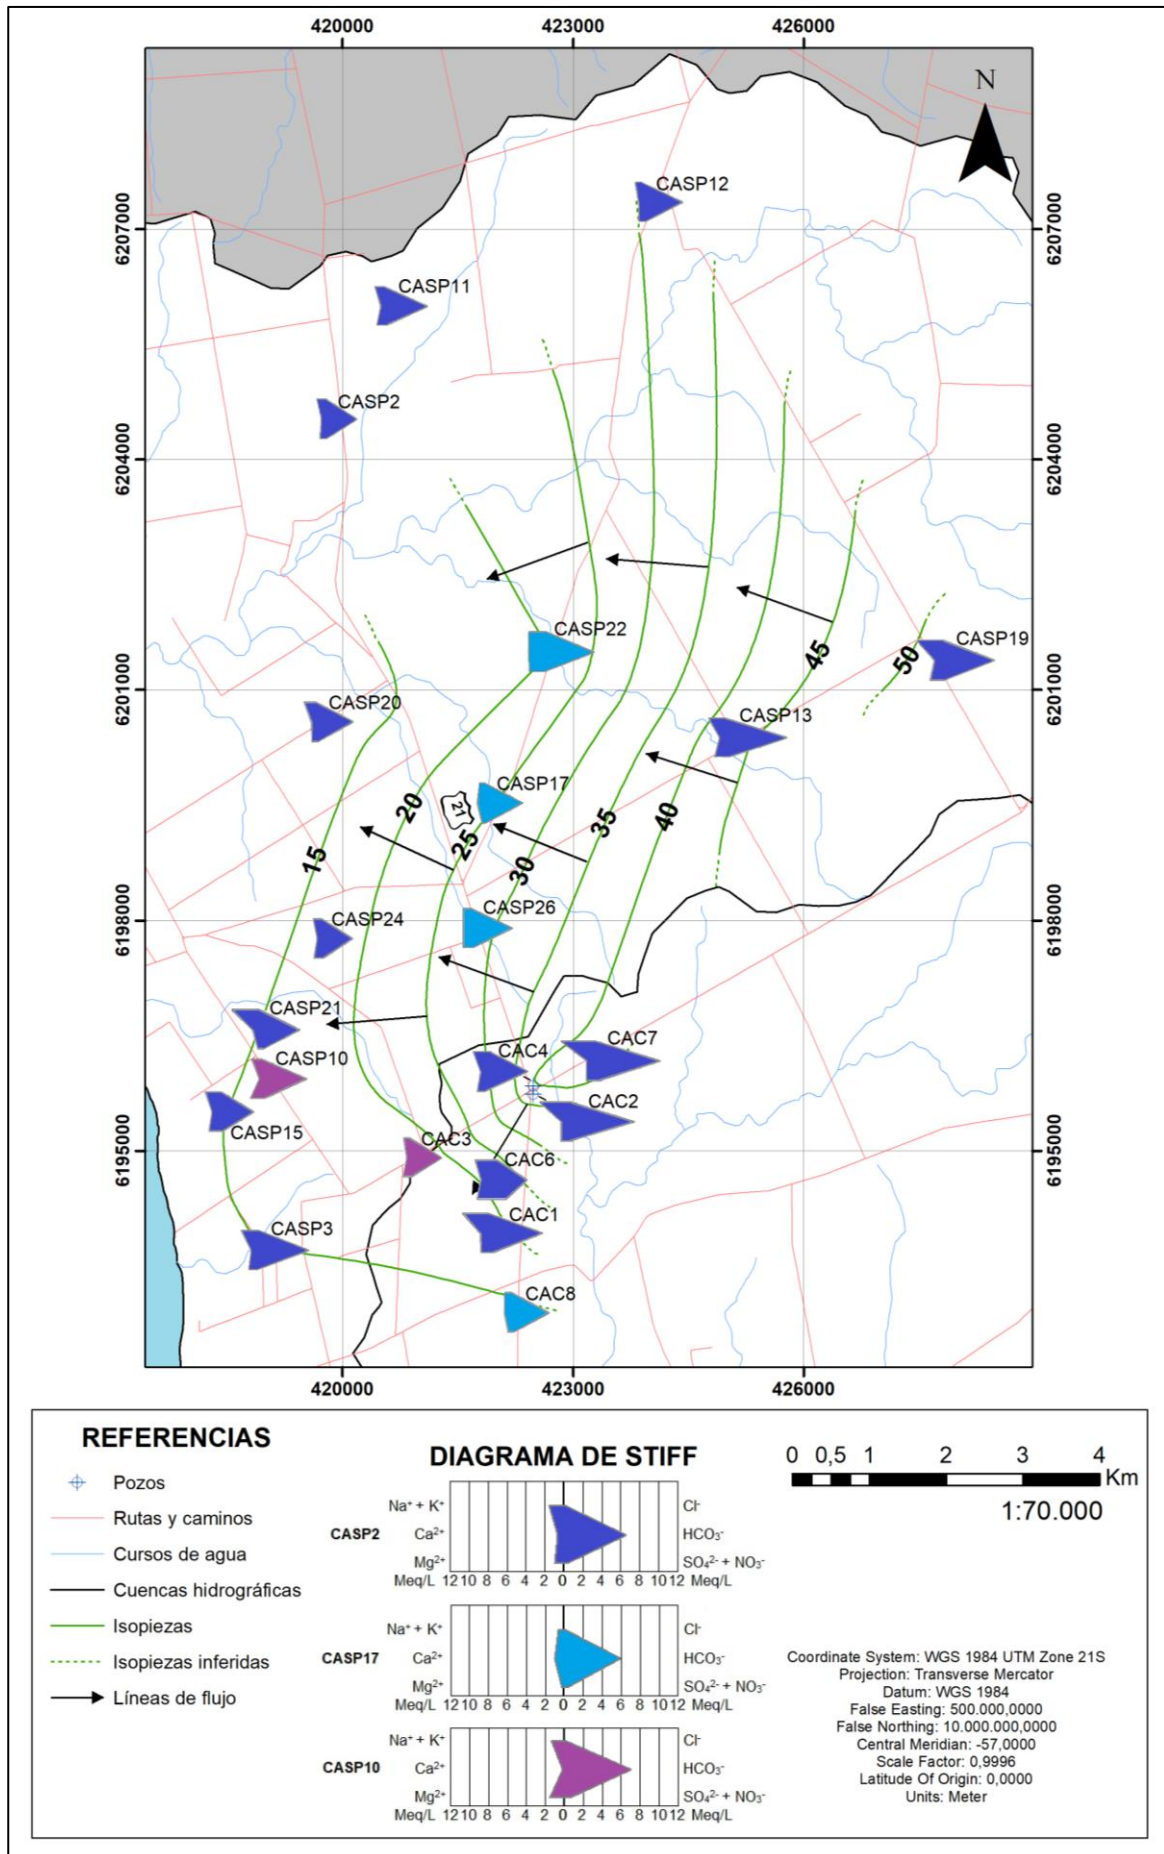 420000 423000 426000
N
CASP12
6207000 6207000
CASP11
CASP2
6204000 6204000
CASP22
CASP19
45
50
6201000 6201000
CASP20
CASP13
CASP17
20
21
35
40
25
15
30
CASP26
CASP24
6198000 6198000
CASP21
CAC7
CAC4
CASP10
CAC2
CASP15
CAC3
6195000 6195000
CAC6
CAC1
CASP3
CAC8
420000 423000 426000
REFERENCIAS
Pozos
Rutas y caminos
Cursos de agua
Cuencas hidrográficas
Isopiezas
Isopiezas inferidas
Líneas de flujo
DIAGRAMA DE STIFF
CASP2
Na⁺ + K⁺ Cl⁻
Ca²⁺ HCO₃⁻
Mg²⁺ SO₄²⁻ + NO₃⁻
Meq/L 12 10 8 6 4 2 0 2 4 6 8 10 12 Meq/L
CASP17
Na⁺ + K⁺ Cl⁻
Ca²⁺ HCO₃⁻
Mg²⁺ SO₄²⁻ + NO₃⁻
Meq/L 12 10 8 6 4 2 0 2 4 6 8 10 12 Meq/L
CASP10
Na⁺ + K⁺ Cl⁻
Ca²⁺ HCO₃⁻
Mg²⁺ SO₄²⁻ + NO₃⁻
Meq/L 12 10 8 6 4 2 0 2 4 6 8 10 12 Meq/L
0 0,5 1 2 3 4
Km
1:70.000
Coordinate System: WGS 1984 UTM Zone 21S
Projection: Transverse Mercator
Datum: WGS 1984
False Easting: 500.000,0000
False Northing: 10.000.000,0000
Central Meridian: -57,0000
Scale Factor: 0,9996
Latitude Of Origin: 0,0000
Units: Meter